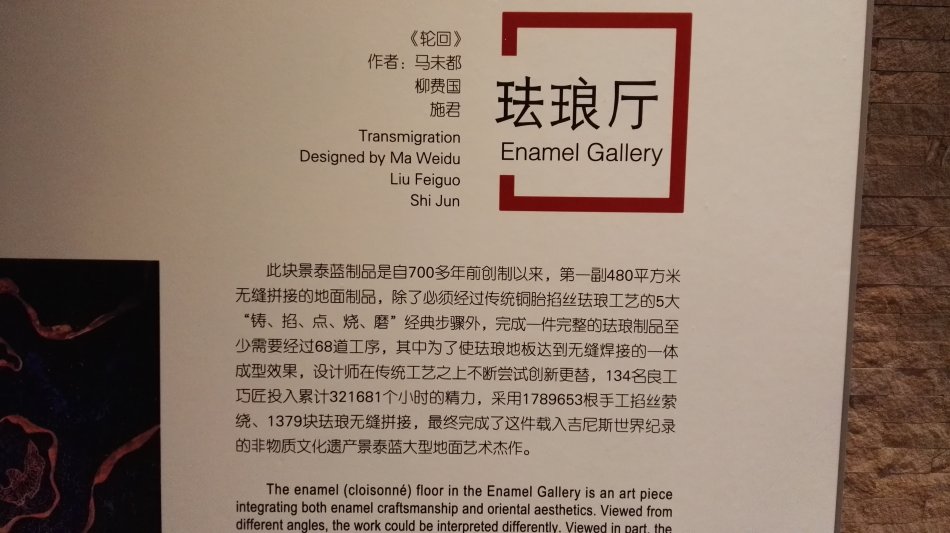 《轮回》
作者：马未都
柳费国
施君
Transmigration
Designed by Ma Weidu
Liu Feiguo
Shi Jun
珐琅厅
Enamel Gallery
此块景泰蓝制品是自700多年前创制以来，第一副480平方米
无缝拼接的地面制品，除了必须经过传统铜胎掐丝珐琅工艺的5大
“铸、掐、点、烧、磨”经典步骤外，完成一件完整的珐琅制品至
少需要经过68道工序，其中为了使珐琅地板达到无缝焊接的一体
成型效果，设计师在传统工艺之上不断尝试创新更替，134名良工
巧匠投入累计321681个小时的精力，采用1789653根手工掐丝萦
绕、1379块珐琅无缝拼接，最终完成了这件载入吉尼斯世界纪录
的非物质文化遗产景泰蓝大型地面艺术杰作。
The enamel (cloisonné) floor in the Enamel Gallery is an art piece
integrating both enamel craftsmanship and oriental aesthetics. Viewed from
different angles, the work could be interpreted differently. Viewed in part, the